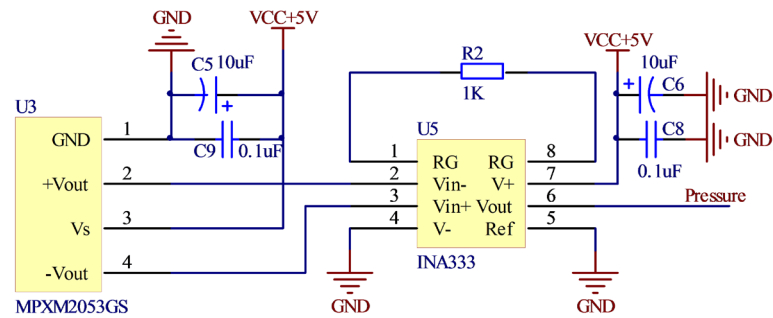 GND
VCC+5V
VCC+5V
C5
10uF
R2
1K
10uF
C6
GND
U3
C9
0.1uF
U5
C8
GND
0.1uF
GND
1
+Vout
2
Vs
3
-Vout
4
MPXM2053GS
1
RG
RG
8
2
Vin-
V+
7
3
Vin+
Vout
6
Pressure
4
V-
Ref
5
INA333
GND
GND